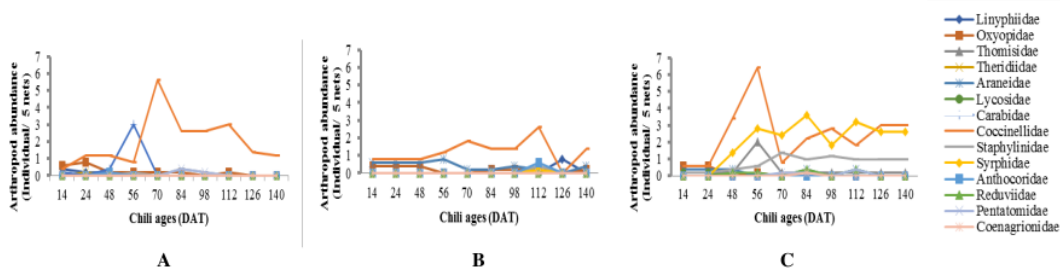 Arthropod abundance
(Individual/ 5 nets)
7
6
5
4
3
2
1
0
14 24 48 56 70 84 98 112 126 140
Chili ages (DAT)
A
Arthropod abundance
(Individual/ 5 nets)
7
6
5
4
3
2
1
0
14 24 48 56 70 84 98 112 126 140
Chili ages (DAT)
B
Arthropod abundance
(Individual/ 5 nets)
7
6
5
4
3
2
1
0
14 24 48 56 70 84 98 112 126 140
Chili ages (DAT)
C
Linyphiidae
Oxyopidae
Thomisidae
Theridiidae
Araneidae
Lycosidae
Carabidae
Coccinellidae
Staphylinidae
Syrphidae
Anthocoridae
Reduviidae
Pentatomidae
Coenagrionidae